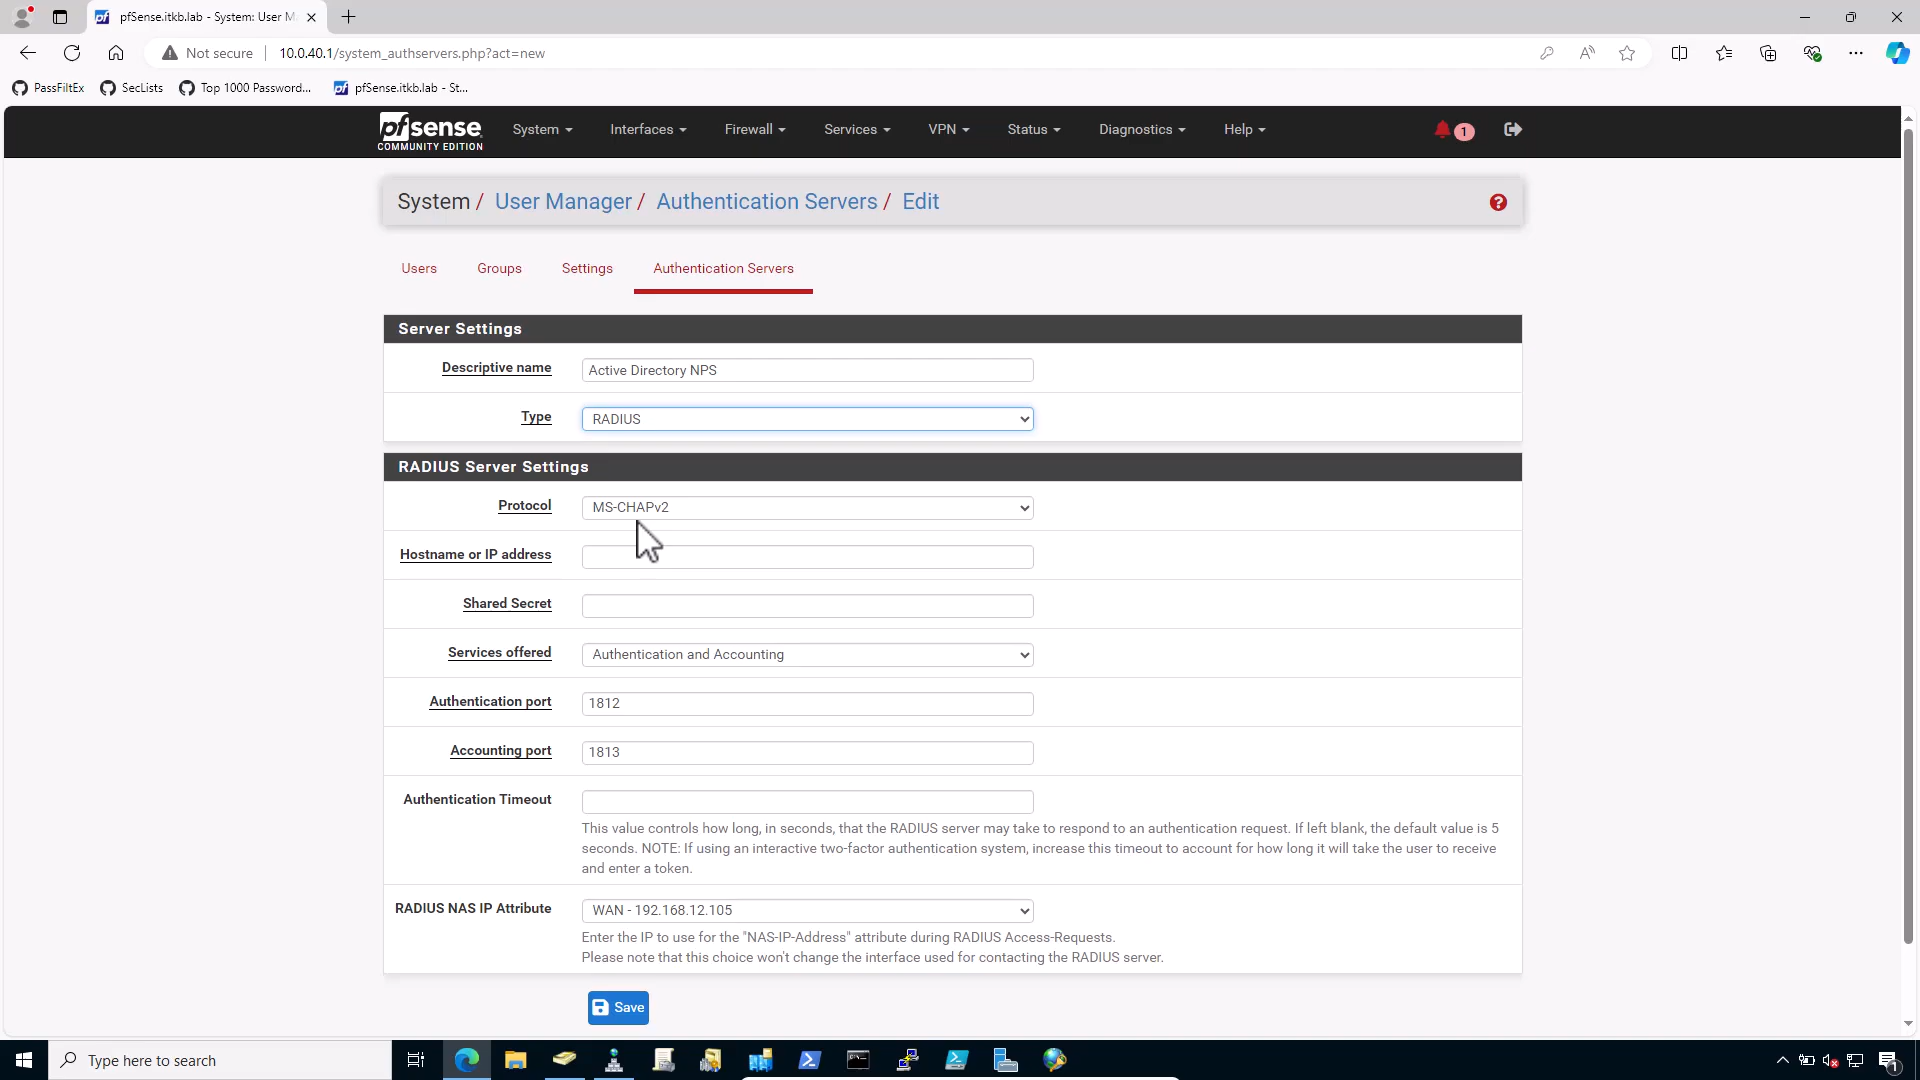 pfSense.itkb.lab - System: User M
Not secure
10.0.40.1/system_authservers.php?act=new
PassFiltEx
SecLists
Top 1000 Password...
pfSense.itkb.lab - St...
pfsense
COMMUNITY EDITION
System
Interfaces
Firewall
Services
VPN
Status
Diagnostics
Help
1
System / User Manager / Authentication Servers / Edit
Users
Groups
Settings
Authentication Servers
Server Settings
Descriptive name
Active Directory NPS
Type
RADIUS
RADIUS Server Settings
Protocol
MS-CHAPv2
Hostname or IP address
Shared Secret
Services offered
Authentication and Accounting
Authentication port
1812
Accounting port
1813
Authentication Timeout
This value controls how long, in seconds, that the RADIUS server may take to respond to an authentication request. If left blank, the default value is 5
seconds. NOTE: If using an interactive two-factor authentication system, increase this timeout to account for how long it will take the user to receive
and enter a token.
RADIUS NAS IP Attribute
WAN - 192.168.12.105
Enter the IP to use for the "NAS-IP-Address" attribute during RADIUS Access-Requests.
Please note that this choice won't change the interface used for contacting the RADIUS server.
Save
Type here to search
1